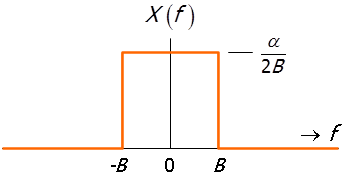 X(f)
α
2B
→ f
-B 0 B